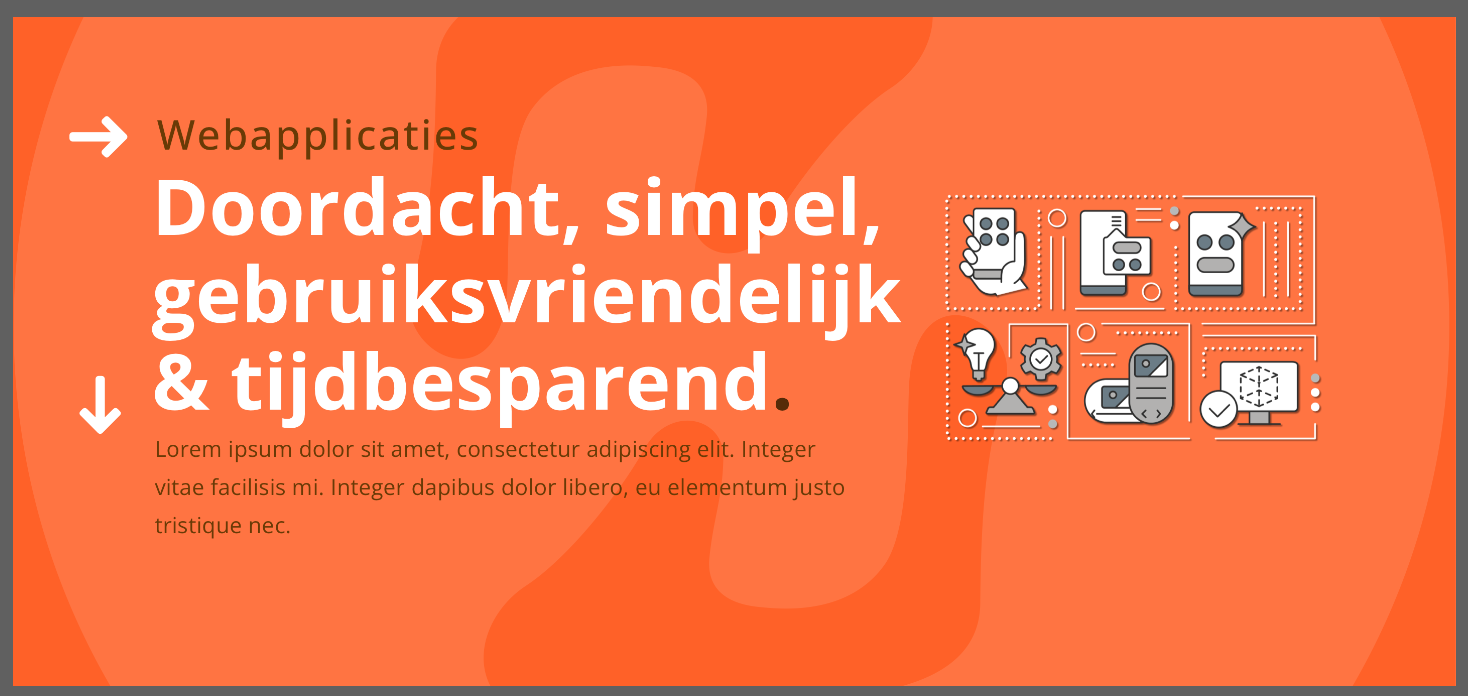 Webapplicaties
Doordacht, simpel,
gebruiksvriendelijk
& tijdbesparend.
Lorem ipsum dolor sit amet, consectetur adipiscing elit. Integer
vitae facilisis mi. Integer dapibus dolor libero, eu elementum justo
tristique nec.